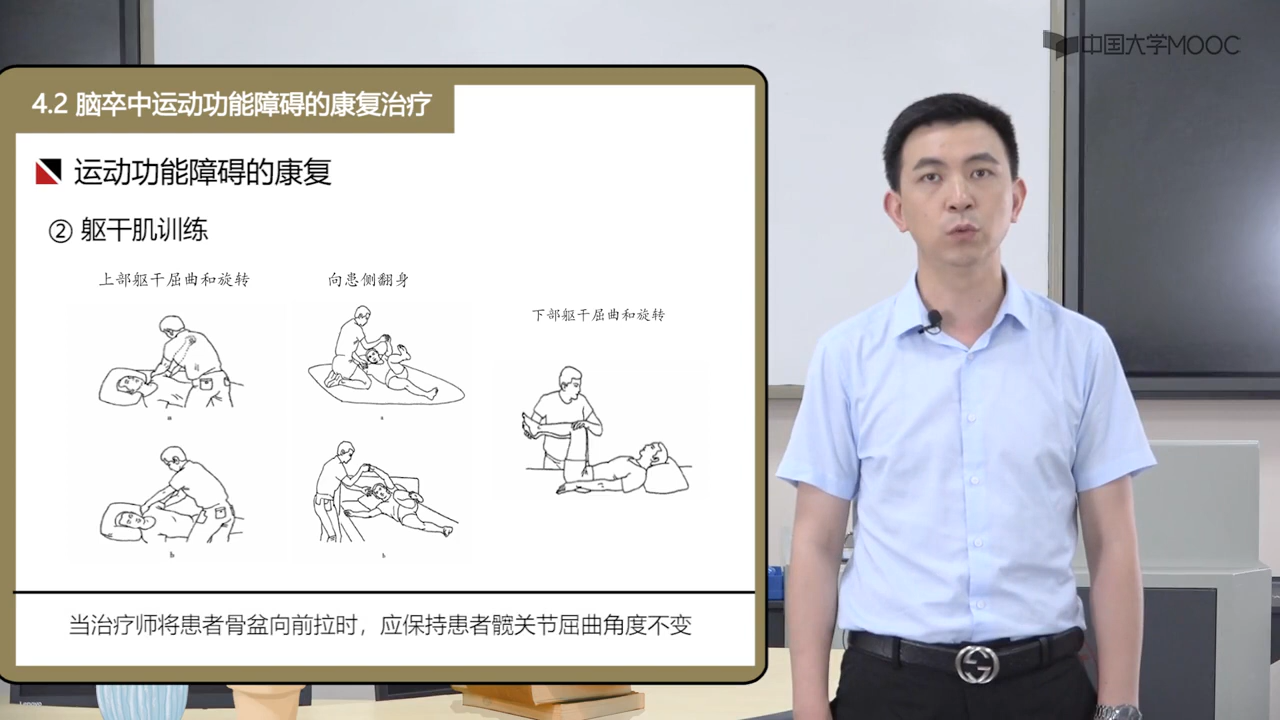 中国大学MOOC
4.2 脑卒中运动功能障碍的康复治疗
运动功能障碍的康复
② 躯干肌训练
上部躯干屈曲和旋转
向患侧翻身
下部躯干屈曲和旋转
a
a
b
b
当治疗师将患者骨盆向前拉时，应保持患者髋关节屈曲角度不变